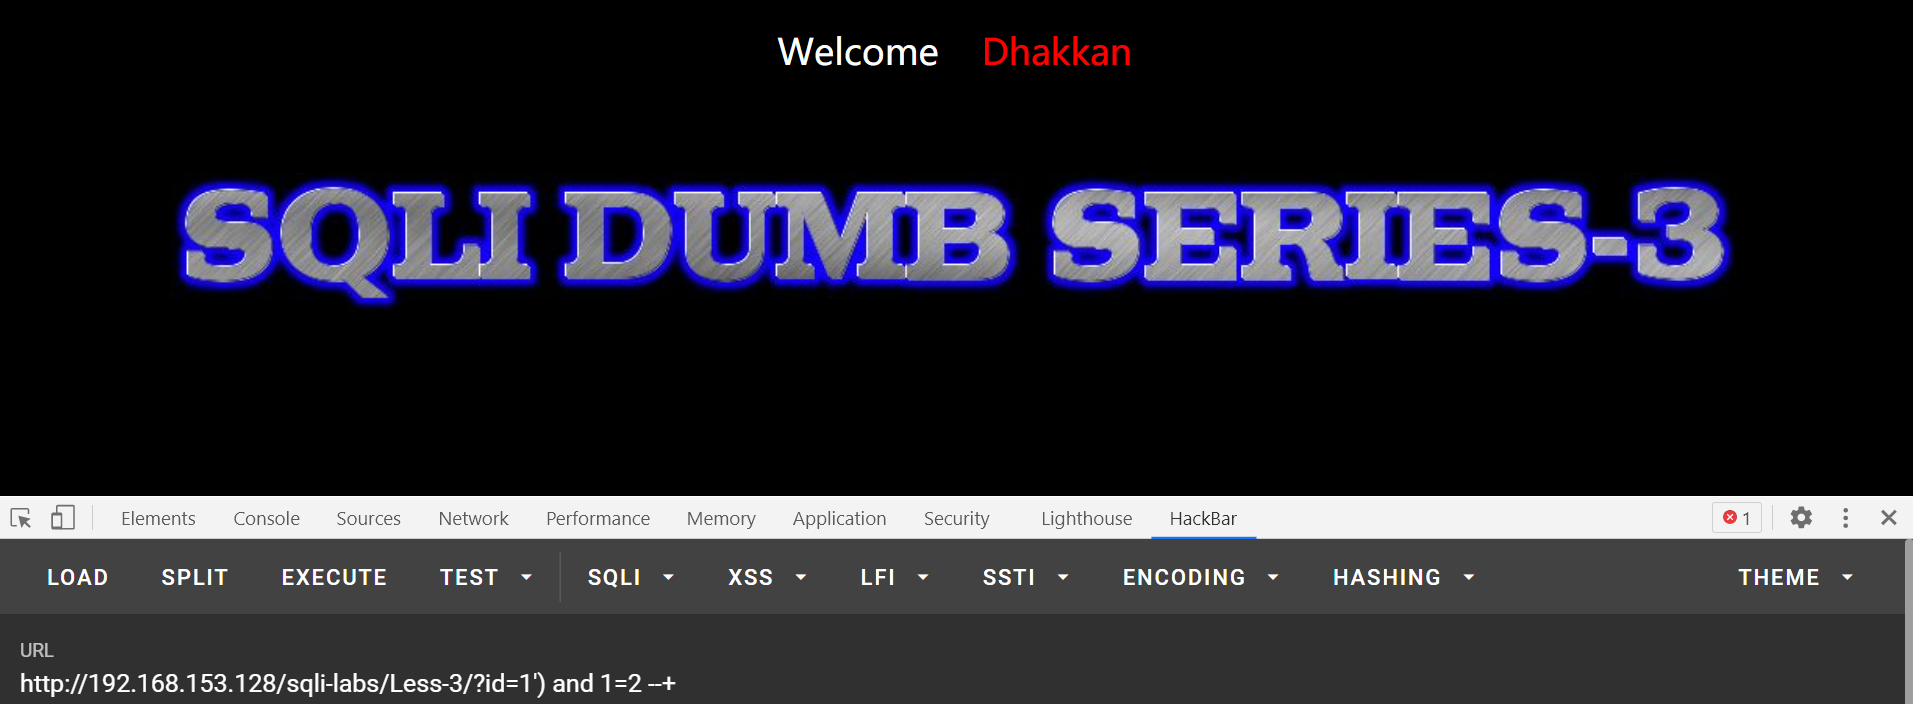 Welcome Dhakkan
SQLI DUMB SERIES-3
Elements Console Sources Network Performance Memory Application Security Lighthouse HackBar 1
LOAD SPLIT EXECUTE TEST SQLI XSS LFI SSTI ENCODING HASHING THEME
URL
http://192.168.153.128/sqli-labs/Less-3/?id=1') and 1=2 --+